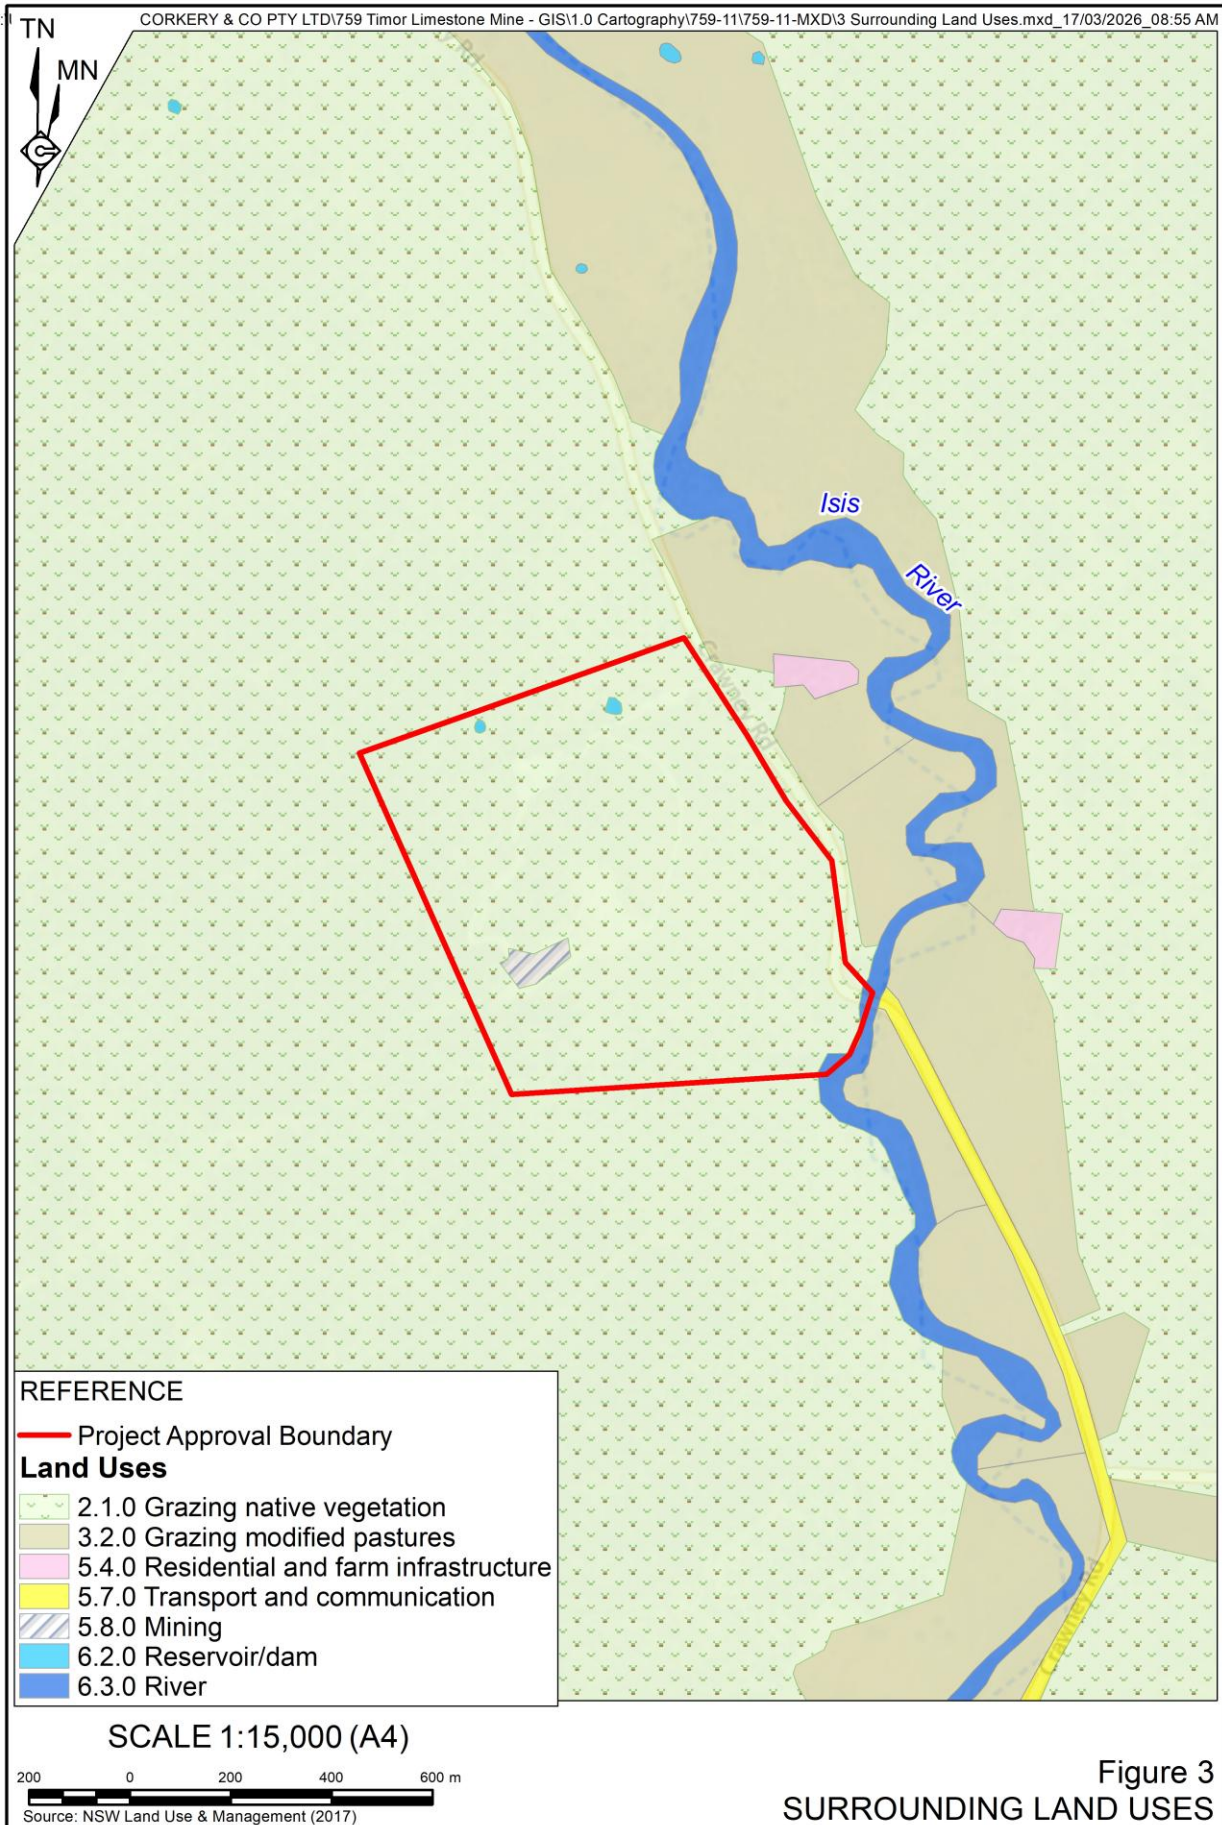 CORKERY & CO PTY LTD\759 Timor Limestone Mine - GIS\1.0 Cartography\759-11\759-11-MXD\3 Surrounding Land Uses.mxd_17/03/2026_08:55 AM
TN
MN
Rd
Isis
River
Crawney Rd
Crawney Rd
REFERENCE
Project Approval Boundary
Land Uses
2.1.0 Grazing native vegetation
3.2.0 Grazing modified pastures
5.4.0 Residential and farm infrastructure
5.7.0 Transport and communication
5.8.0 Mining
6.2.0 Reservoir/dam
6.3.0 River
SCALE 1:15,000 (A4)
200 0 200 400 600 m
Source: NSW Land Use & Management (2017)
Figure 3
SURROUNDING LAND USES